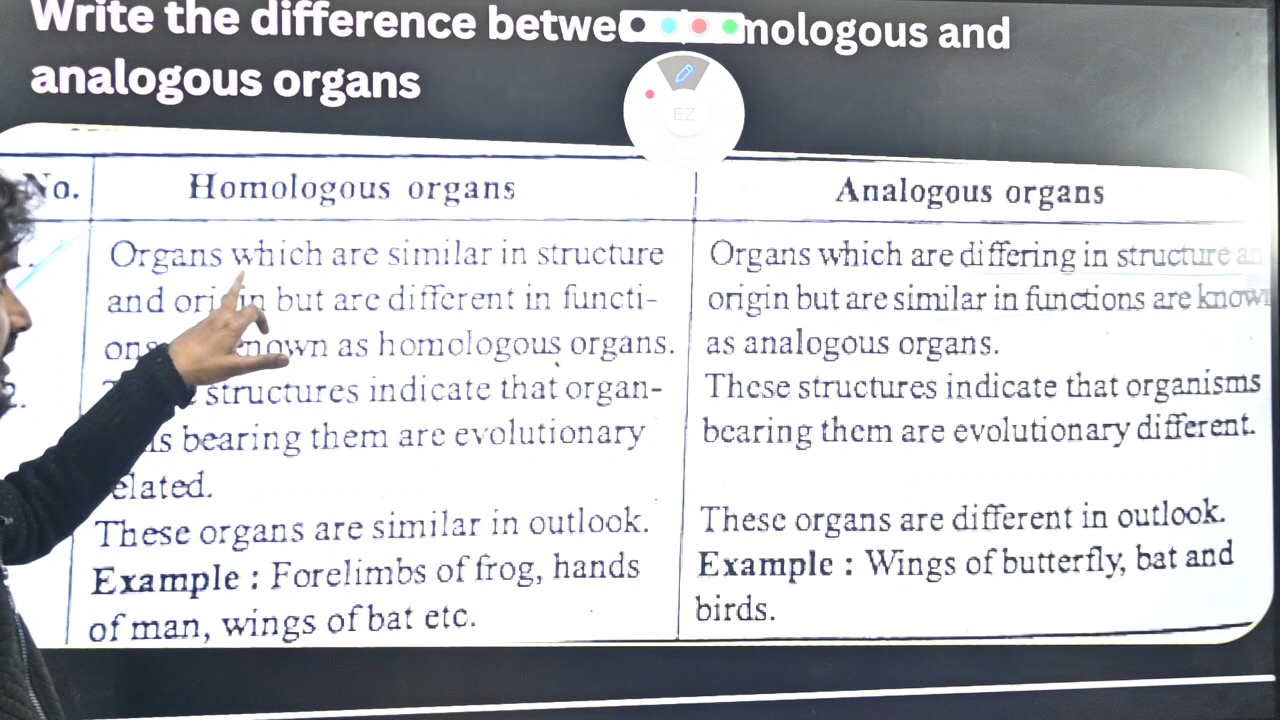 Write the difference betwe mologous and
analogous organs
No. Homologous organs Analogous organs
Organs which are similar in structure
and origin but are different in functi-
known as homologous organs.
structures indicate that organ-
bearing them are evolutionary
elated.
These organs are similar in outlook.
Example : Forelimbs of frog, hands
of man, wings of bat etc.
Organs which are differing in structure
origin but are similar in functions are known
as analogous organs.
These structures indicate that organisms
bearing them are evolutionary different.
These organs are different in outlook.
Example : Wings of butterfly, bat and
birds.
EZ